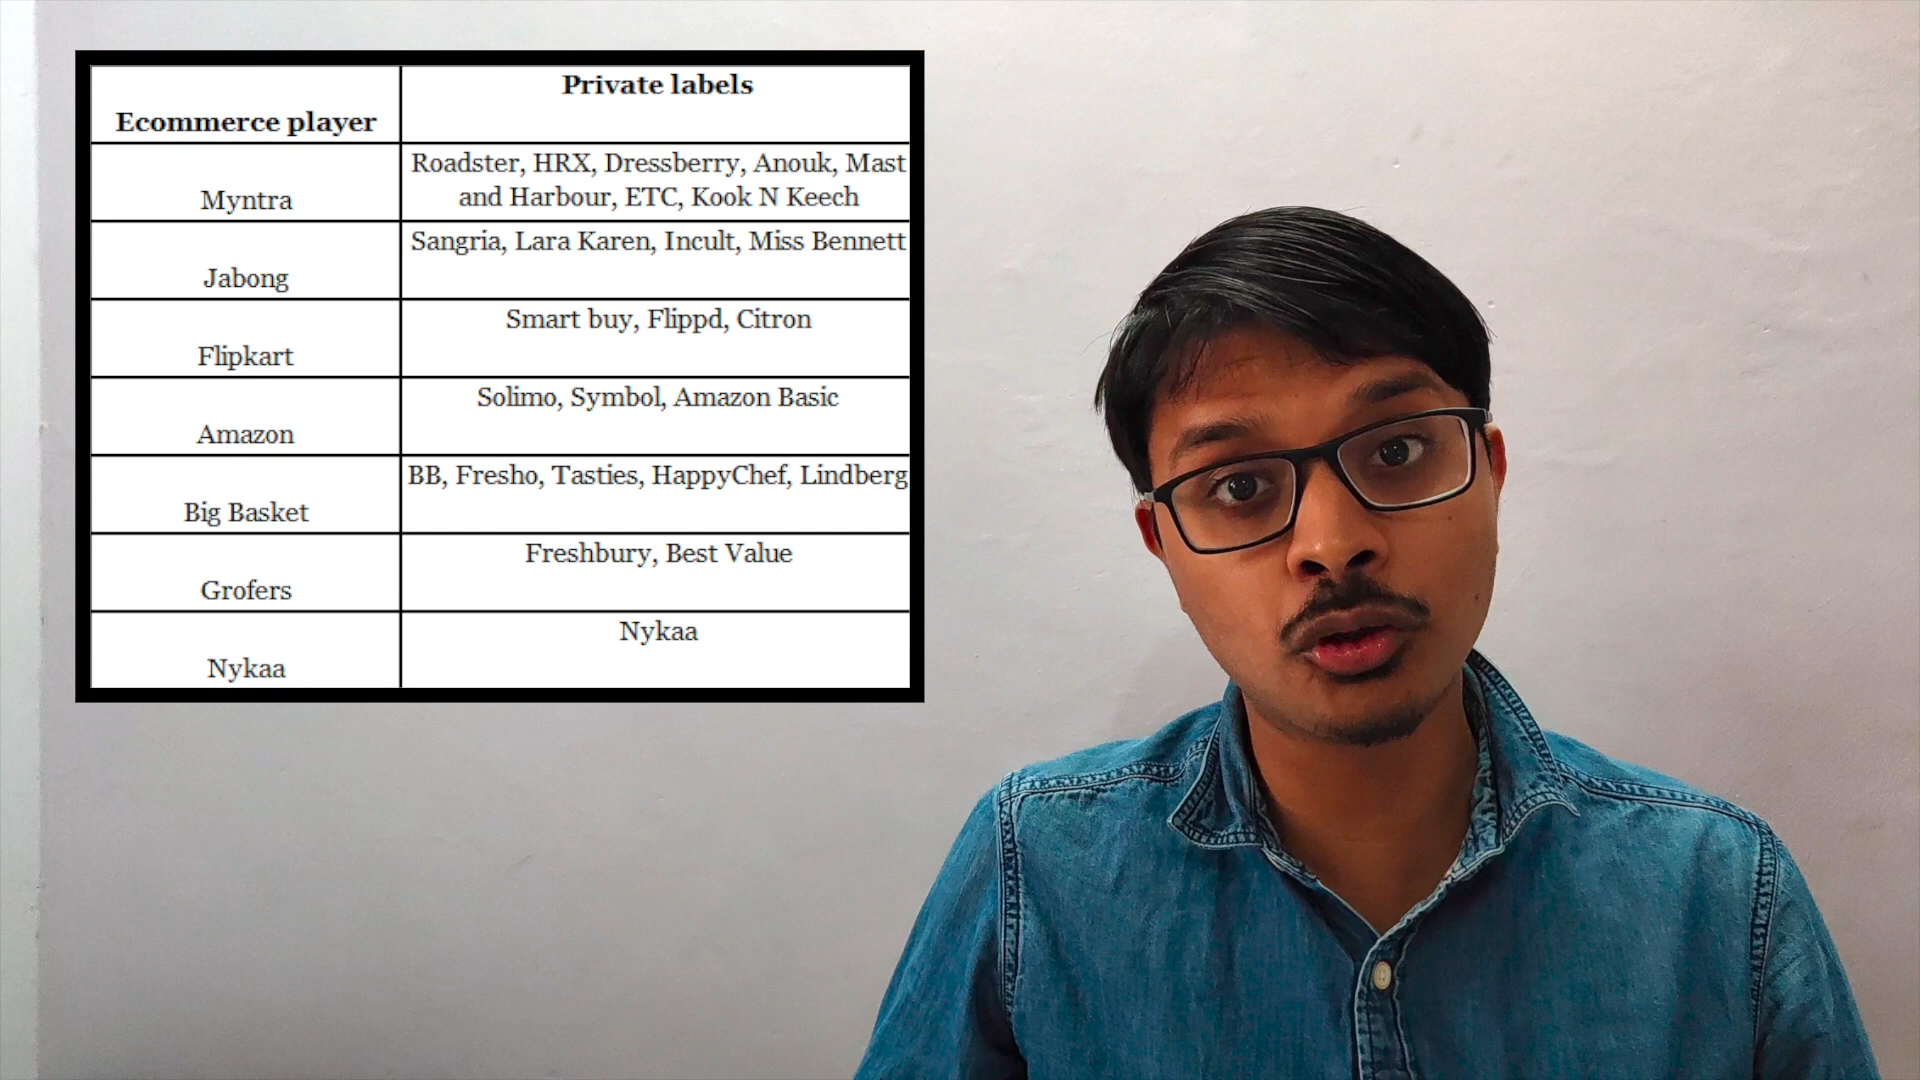 Private labels
Ecommerce player
Roadster, HRX, Dressberry, Anouk, Mast
and Harbour, ETC, Kook N Keech
Myntra
Sangria, Lara Karen, Incult, Miss Bennett
Jabong
Smart buy, Flippd, Citron
Flipkart
Solimo, Symbol, Amazon Basic
Amazon
BB, Fresho, Tasties, HappyChef, Lindberg
Big Basket
Freshbury, Best Value
Grofers
Nykaa
Nykaa